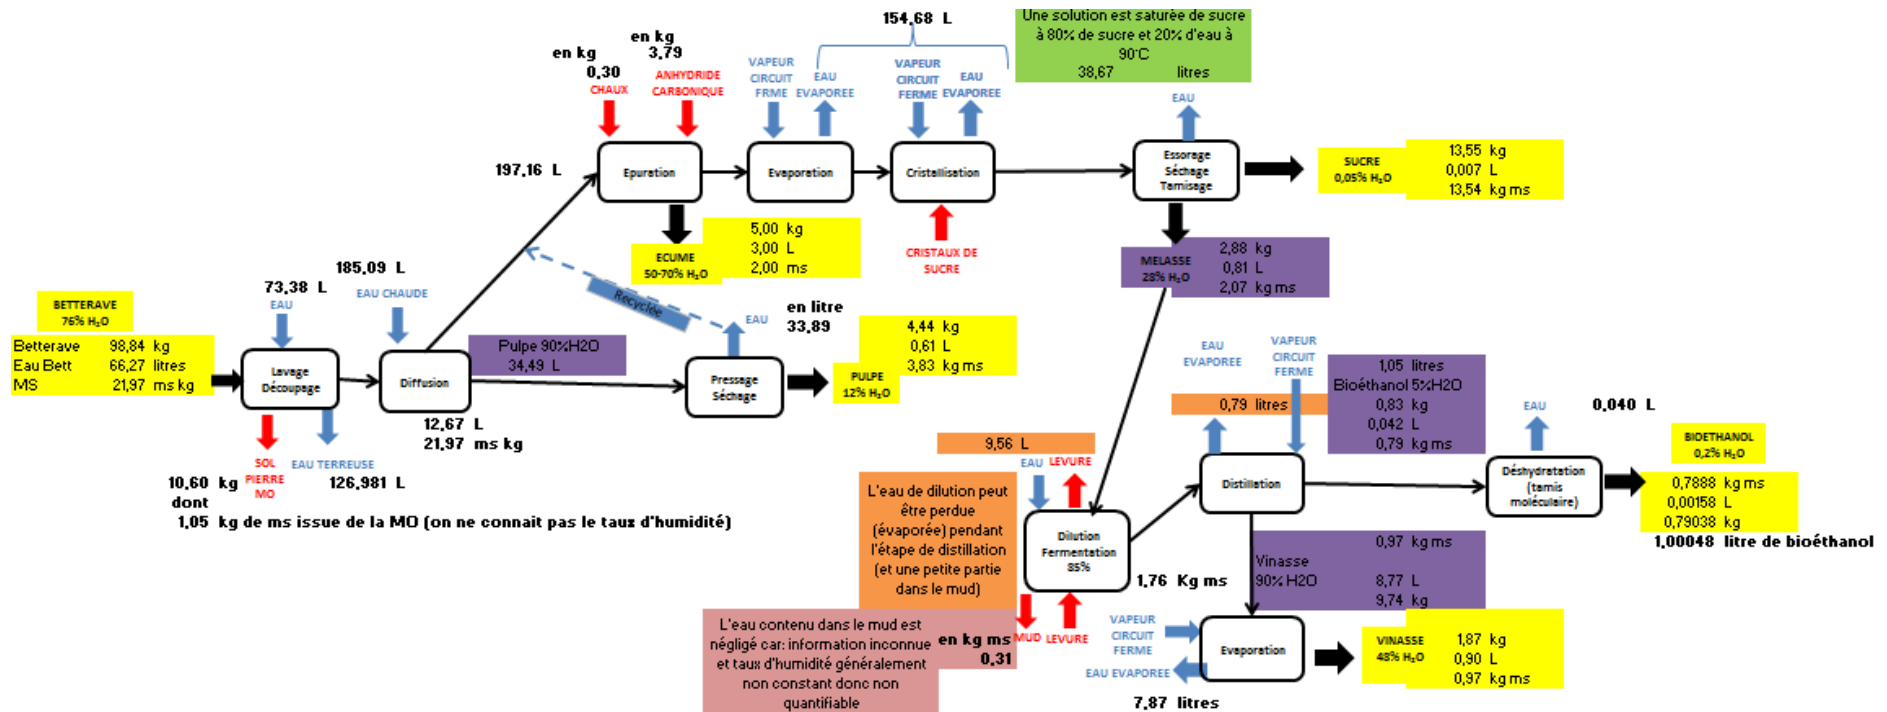 en kg
0,30
CHAUX
en kg
3,79
ANHYDRIDE
CARBONIQUE
VAPEUR
CIRCUIT
FRME
EAU
EVAPOREE
154,68 L
VAPEUR
CIRCUIT
FERME
EAU
EVAPOREE
Une solution est saturée de sucre
à 80% de sucre et 20% d'eau à
90°C
38,67 litres
EAU
197,16 L
Epuration
Evaporation
Cristallisation
Essorage
Séchage
Tamisage
SUCRE
0,05% H₂O
13,55 kg
0,007 L
13,54 kg ms
ECUME
50-70% H₂O
5,00 kg
3,00 L
2,00 ms
CRISTAUX DE
SUCRE
MELASSE
28% H₂O
2,88 kg
0,81 L
2,07 kg ms
185,09 L
EAU CHAUDE
73,38 L
EAU
Recyclée
EAU
en litre
33,89
BETTERAVE
76% H₂O
Betterave 98,84 kg
Eau Bett 66,27 litres
MS 21,97 ms kg
Lavage
Découpage
Diffusion
Pulpe 90%H2O
34,49 L
Pressage
Séchage
PULPE
12% H₂O
4,44 kg
0,61 L
3,83 kg ms
12,67 L
21,97 ms kg
SOL
PIERRE
MO
EAU TERREUSE
10,60 kg
126,981 L
dont
1,05 kg de ms issue de la MO (on ne connait pas le taux d'humidité)
EAU
EVAPOREE
VAPEUR
CIRCUIT
FERME
0,79 litres
1,05 litres
Bioéthanol 5%H2O
0,83 kg
0,042 L
0,79 kg ms
EAU
0,040 L
BIOETHANOL
0,2% H₂O
9,56 L
EAU
LEVURE
L'eau de dilution peut
être perdue
(évaporée) pendant
l'étape de distillation
(et une petite partie
dans le mud)
Dilution
Fermentation
85%
Distillation
Déshydratation
(tamis
moléculaire)
0,7888 kg ms
0,00158 L
0,79038 kg
1,00048 litre de bioéthanol
1,76 Kg ms
0,97 kg ms
Vinasse
90% H2O 8,77 L
9,74 kg
L'eau contenu dans le mud est
négligé car: information inconnue
et taux d'humidité généralement
non constant donc non
quantifiable
en kg ms
0,31
MUD
LEVURE
VAPEUR
CIRCUIT
FERME
EAU EVAPOREE
Evaporation
VINASSE
48% H₂O
1,87 kg
0,90 L
0,97 kg ms
7,87 litres